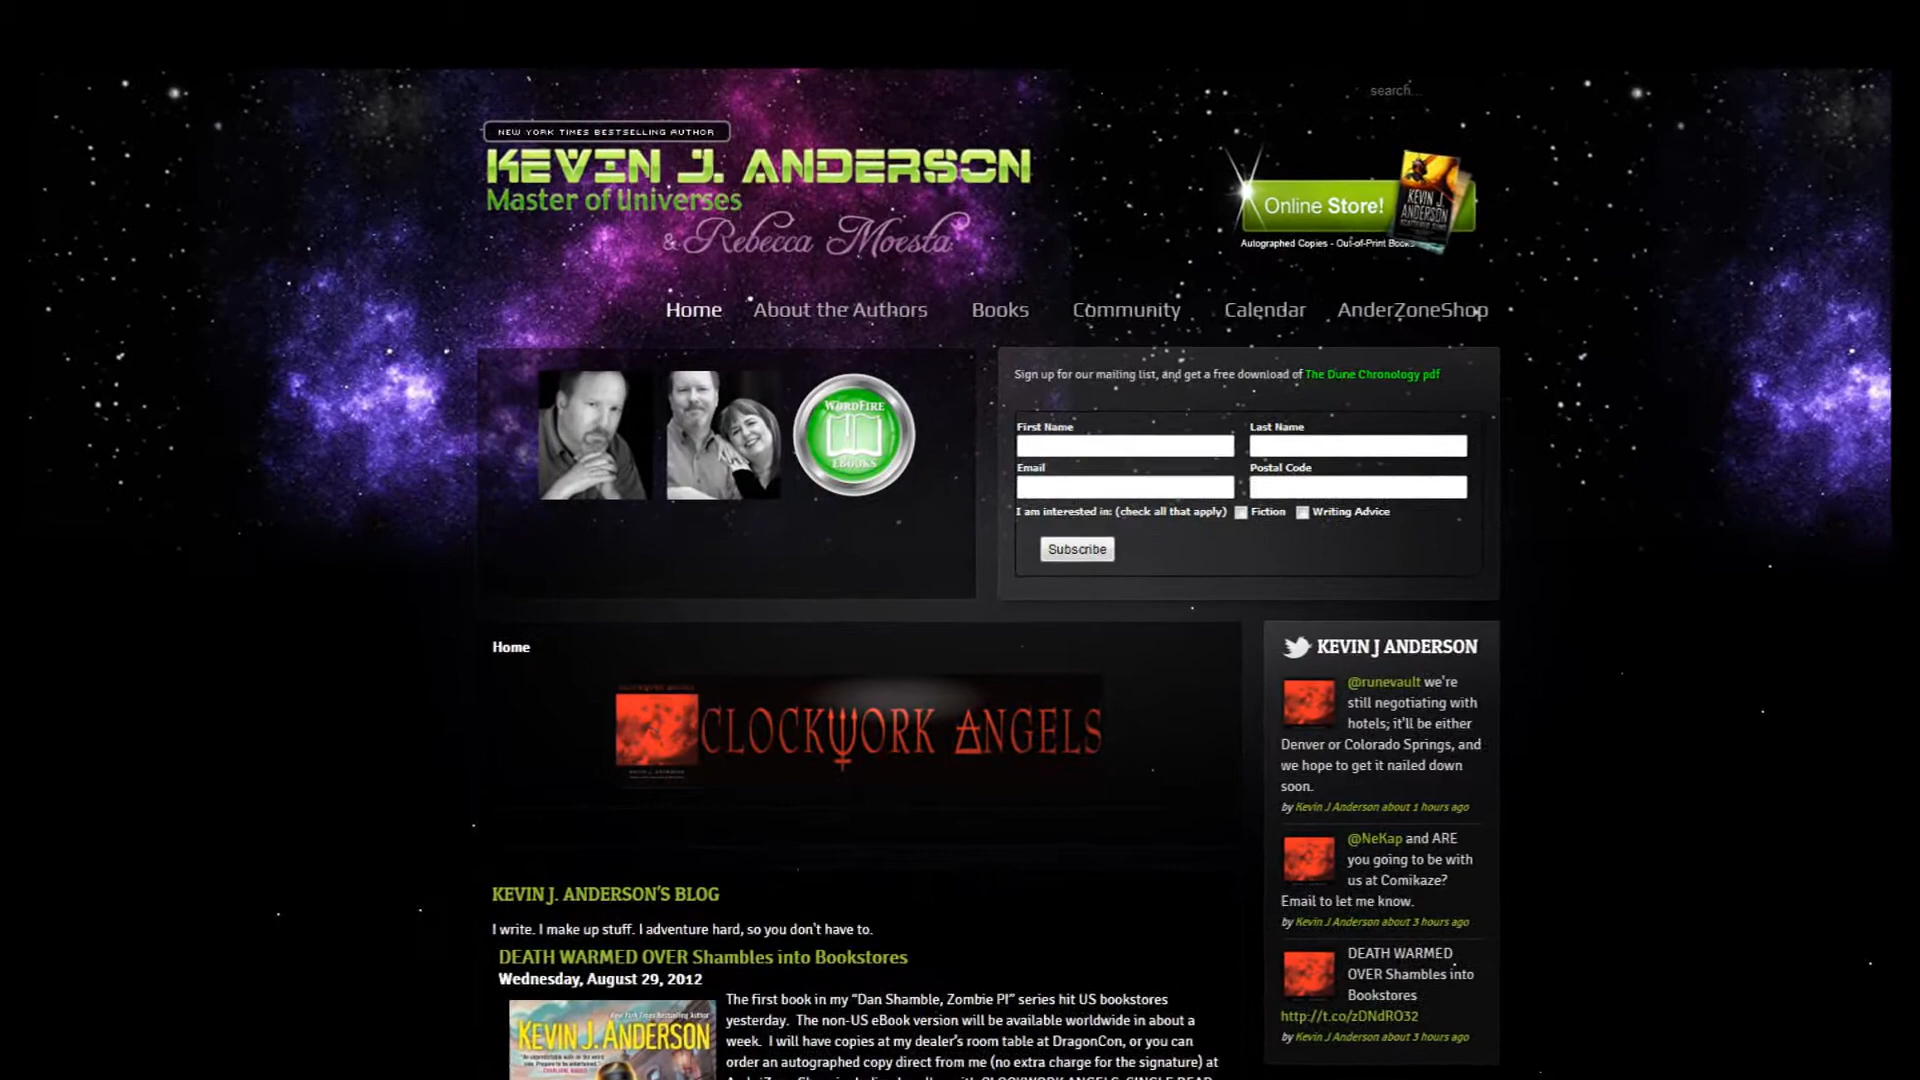 search...
NEW YORK TIMES BESTSELLING AUTHOR
KEVIN J. ANDERSON
Master of Universes
& Rebecca Moesta
Online Store!
KEVIN J. ANDERSON
Autographed Copies - Out-of-Print Books
Home About the Authors Books Community Calendar AnderZoneShop
WORDFIRE
EBOOKS
Sign up for our mailing list, and get a free download of The Dune Chronology pdf
First Name Last Name
Email Postal Code
I am interested in: (check all that apply) Fiction Writing Advice
Subscribe
Home
CLOCKWORK ANGELS
KEVIN J ANDERSON
@runevault we're
still negotiating with
hotels; it'll be either
Denver or Colorado Springs, and
we hope to get it nailed down
soon.
by Kevin J Anderson about 1 hours ago
@NeKap and ARE
you going to be with
us at Comikaze?
Email to let me know.
by Kevin J Anderson about 3 hours ago
DEATH WARMED
OVER Shambles into
Bookstores
http://t.co/zDNdRO32
by Kevin J Anderson about 3 hours ago
KEVIN J. ANDERSON'S BLOG
I write. I make up stuff. I adventure hard, so you don't have to.
DEATH WARMED OVER Shambles into Bookstores
Wednesday, August 29, 2012
New York Times Bestselling Author
KEVIN J. ANDERSON
The first book in my “Dan Shamble, Zombie PI” series hit US bookstores
yesterday. The non-US eBook version will be available worldwide in about a
week. I will have copies at my dealer's room table at DragonCon, or you can
order an autographed copy direct from me (no extra charge for the signature) at